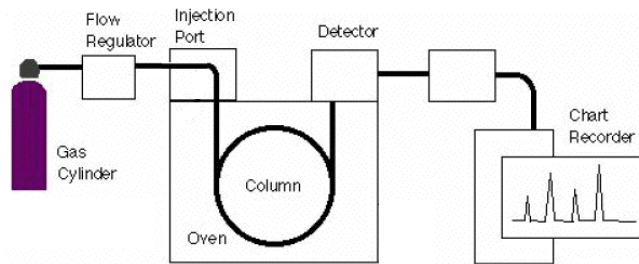 Flow
Regulator
Injection
Port
Detector
Gas
Cylinder
Column
Oven
Chart
Recorder